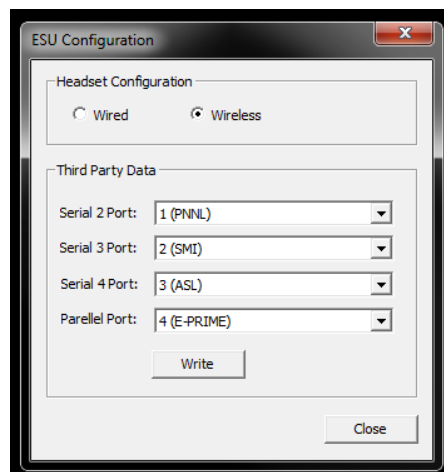 ESU Configuration
Headset Configuration
Wired Wireless
Third Party Data
Serial 2 Port: 1 (PNNL)
Serial 3 Port: 2 (SMI)
Serial 4 Port: 3 (ASL)
Parellel Port: 4 (E-PRIME)
Write
Close